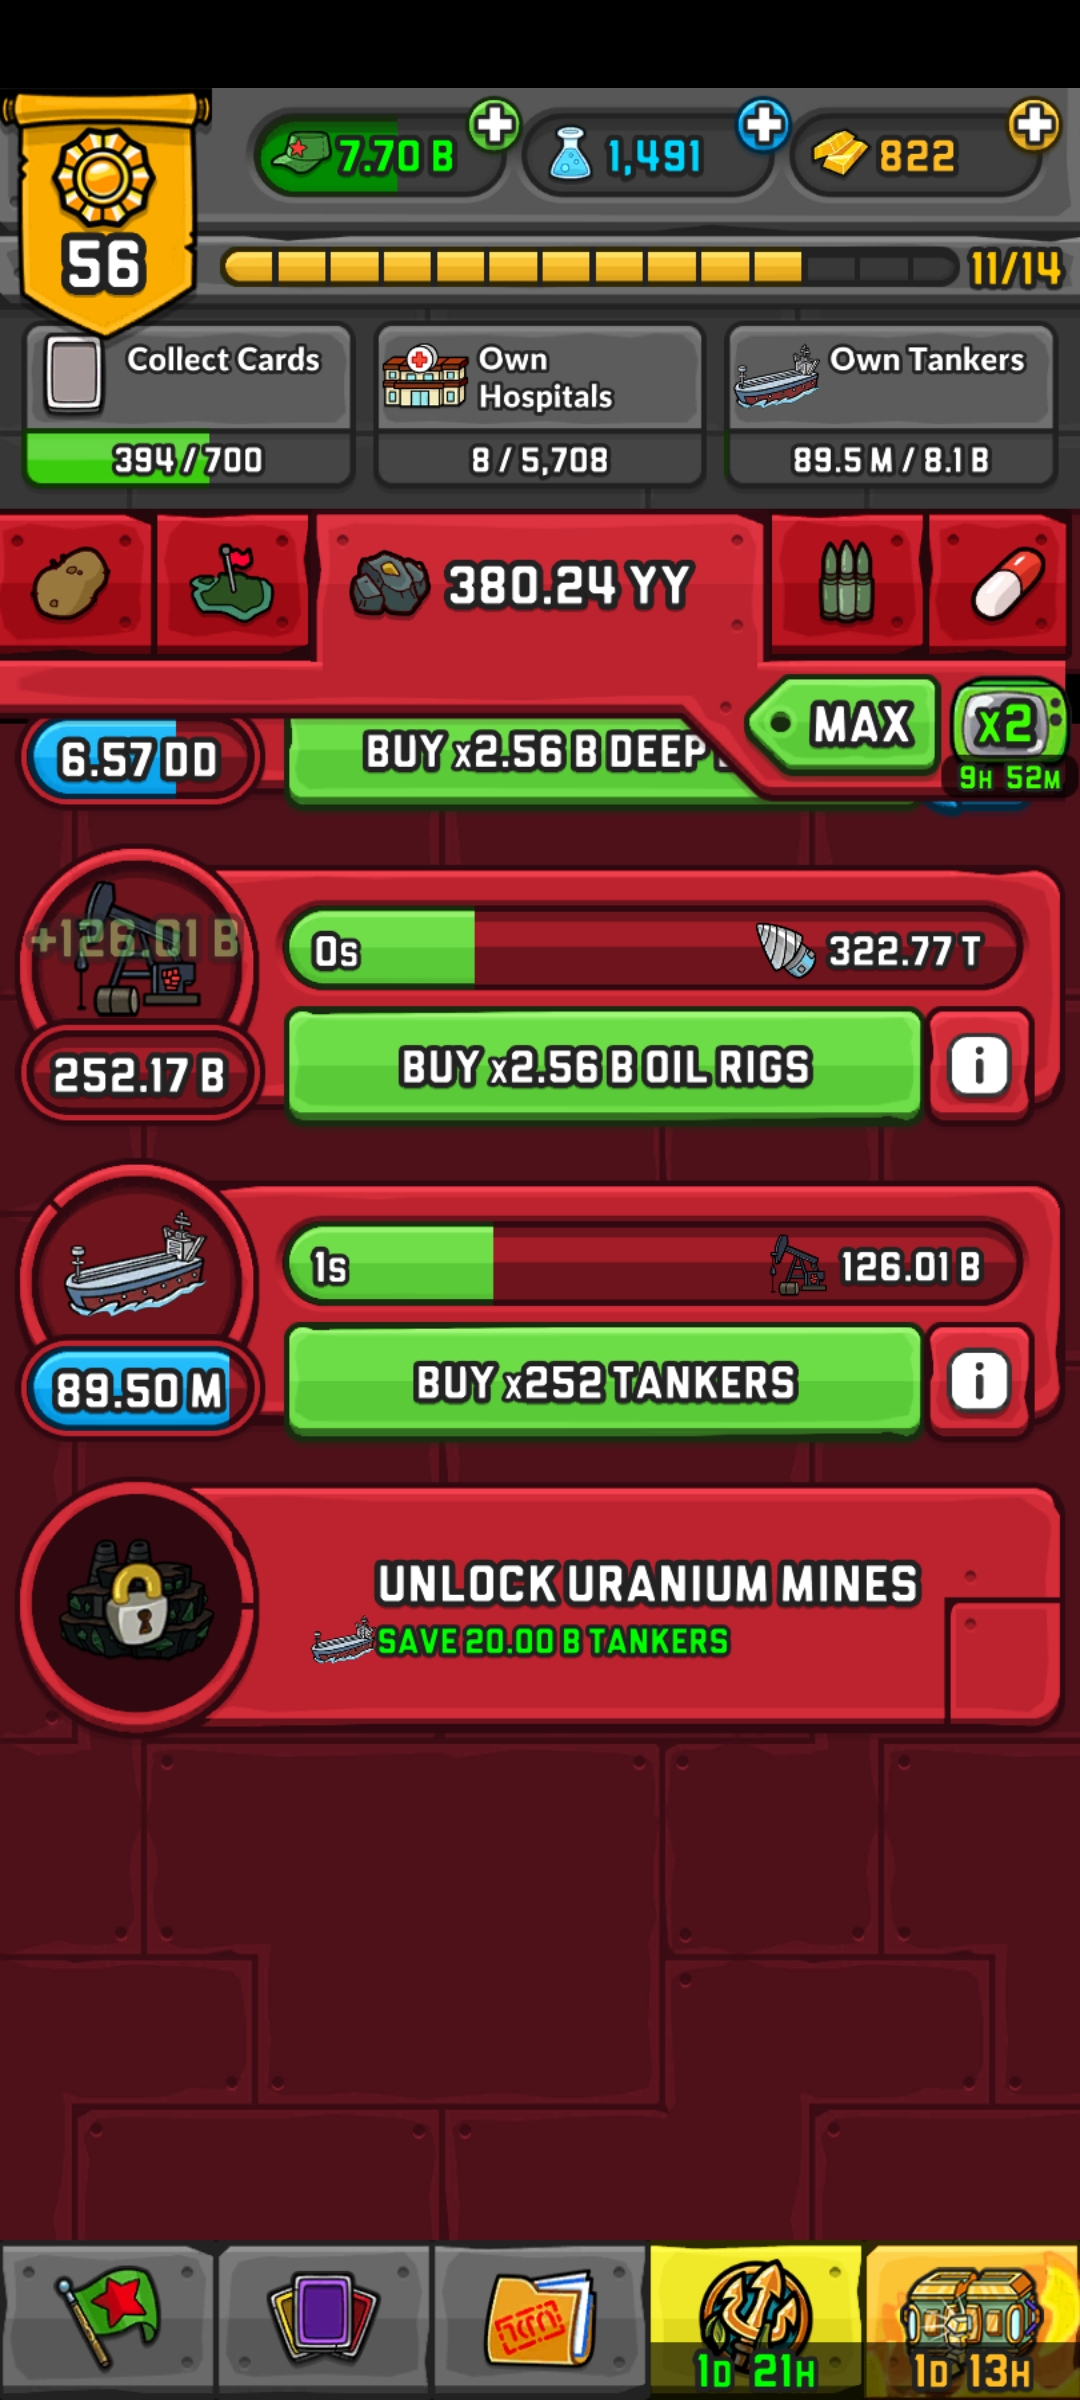 7.70 B
1,491
822
56
11/14
Collect Cards
394 / 700
Own
Hospitals
8 / 5,708
Own Tankers
89.5 M / 8.1 B
380.24 YY
MAX
x2
9H 52M
6.57 DD
BUY x2.56 B DEEP
+126.01 B
0s
322.77 T
252.17 B
BUY x2.56 B OIL RIGS
i
1s
126.01 B
89.50 M
BUY x252 TANKERS
i
UNLOCK URANIUM MINES
SAVE 20.00 B TANKERS
1D 21H
1D 13H